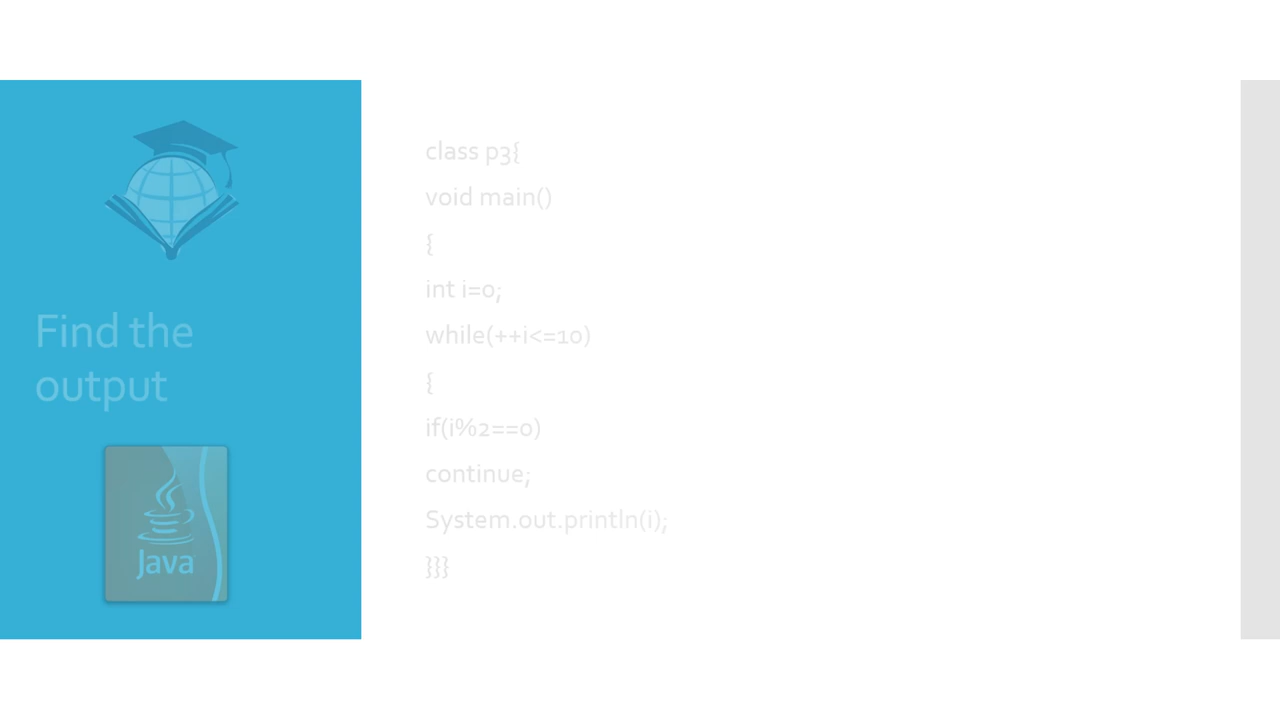 Find the
output
Java
class p3{
void main()
{
int i=0;
while(++i<=10)
{
if(i%2==0)
continue;
System.out.println(i);
}}}